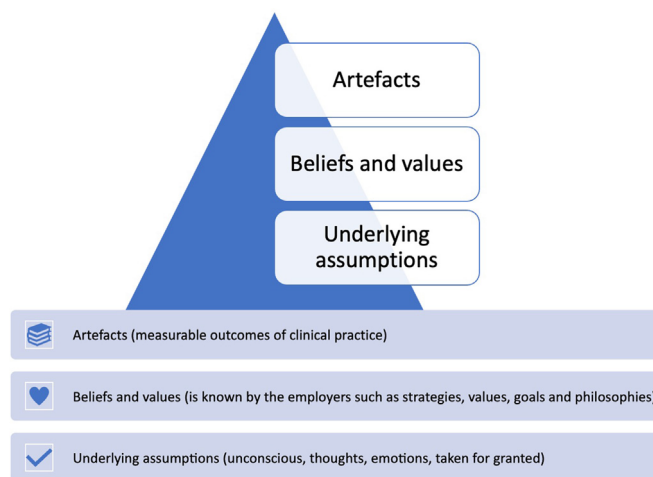 Artefacts
Beliefs and values
Underlying
assumptions
Artefacts (measurable outcomes of clinical practice)
Beliefs and values (is known by the employers such as strategies, values, goals and philosophies)
Underlying assumptions (unconscious, thoughts, emotions, taken for granted)